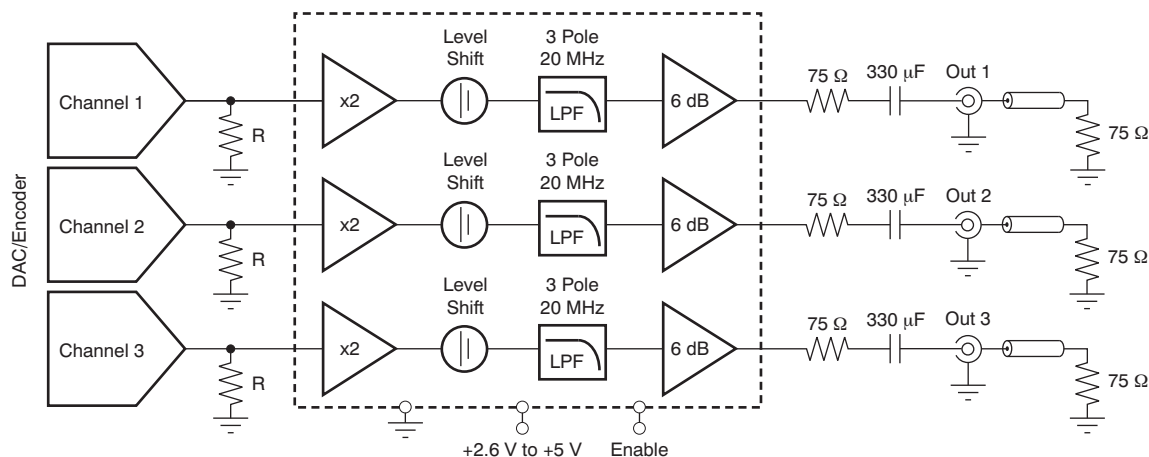 DAC/Encoder
Level
Shift
3 Pole
20 MHz
75 Ω
330 μF
Out 1
Channel 1
x2
LPF
6 dB
R
75 Ω
Level
Shift
3 Pole
20 MHz
75 Ω
330 μF
Out 2
Channel 2
x2
LPF
6 dB
R
75 Ω
Level
Shift
3 Pole
20 MHz
75 Ω
330 μF
Out 3
Channel 3
x2
LPF
6 dB
R
75 Ω
+2.6 V to +5 V
Enable